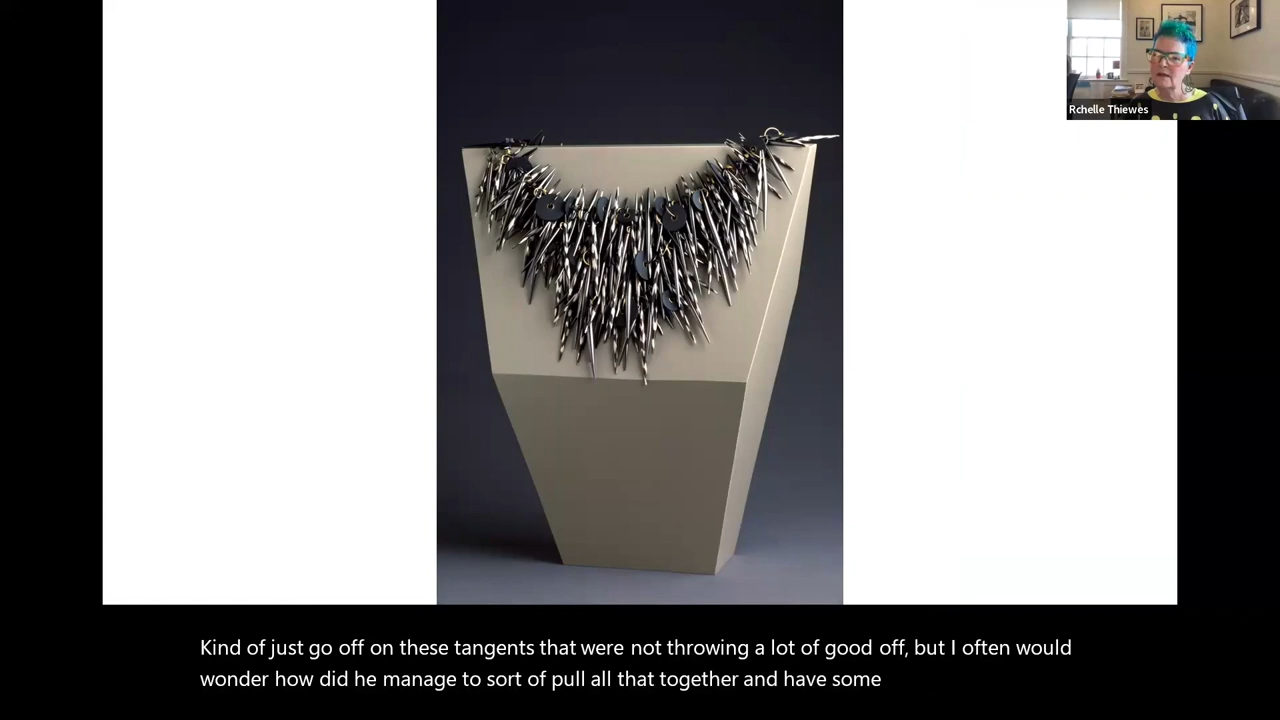 Rchelle Thiewes
Kind of just go off on these tangents that were not throwing a lot of good off, but I often would
wonder how did he manage to sort of pull all that together and have some